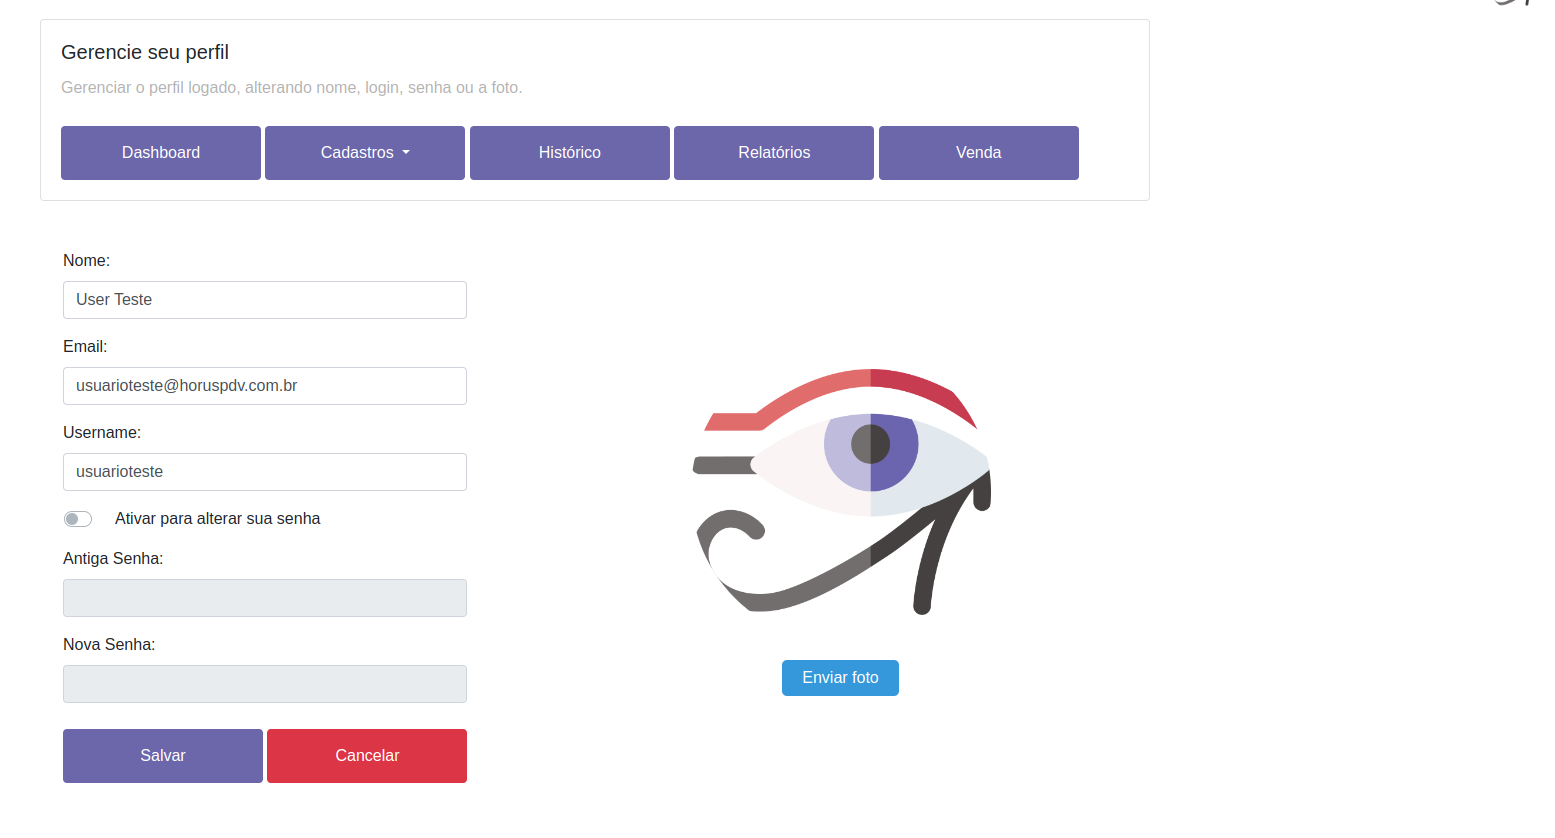 Gerencie seu perfil
Gerenciar o perfil logado, alterando nome, login, senha ou a foto.
Dashboard Cadastros Histórico Relatórios Venda
Nome:
User Teste
Email:
usuarioteste@horuspdv.com.br
Username:
usuarioteste
Ativar para alterar sua senha
Antiga Senha:
Nova Senha:
Enviar foto
Salvar Cancelar